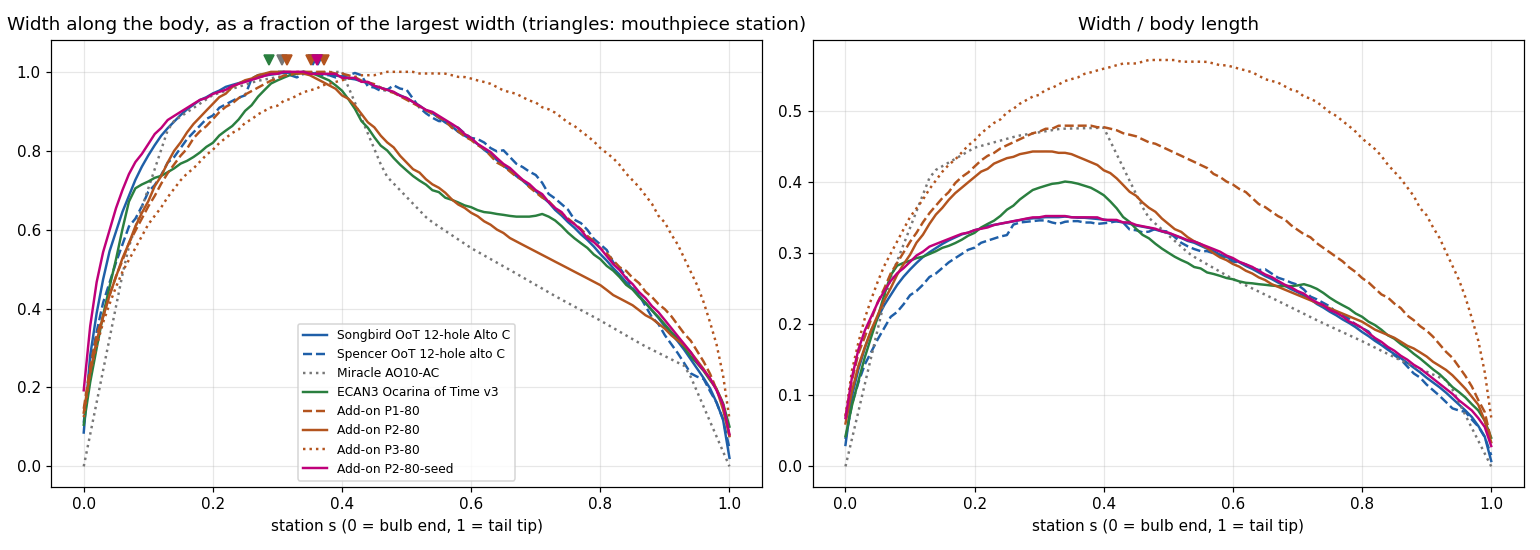 Width along the body, as a fraction of the largest width (triangles: mouthpiece station)
1.0
0.8
0.6
0.4
0.2
0.0
Songbird OoT 12-hole Alto C
Spencer OoT 12-hole alto C
Miracle AO10-AC
ECAN3 Ocarina of Time v3
Add-on P1-80
Add-on P2-80
Add-on P3-80
Add-on P2-80-seed
0.0 0.2 0.4 0.6 0.8 1.0
station s (0 = bulb end, 1 = tail tip)
Width / body length
0.5
0.4
0.3
0.2
0.1
0.0
0.0 0.2 0.4 0.6 0.8 1.0
station s (0 = bulb end, 1 = tail tip)